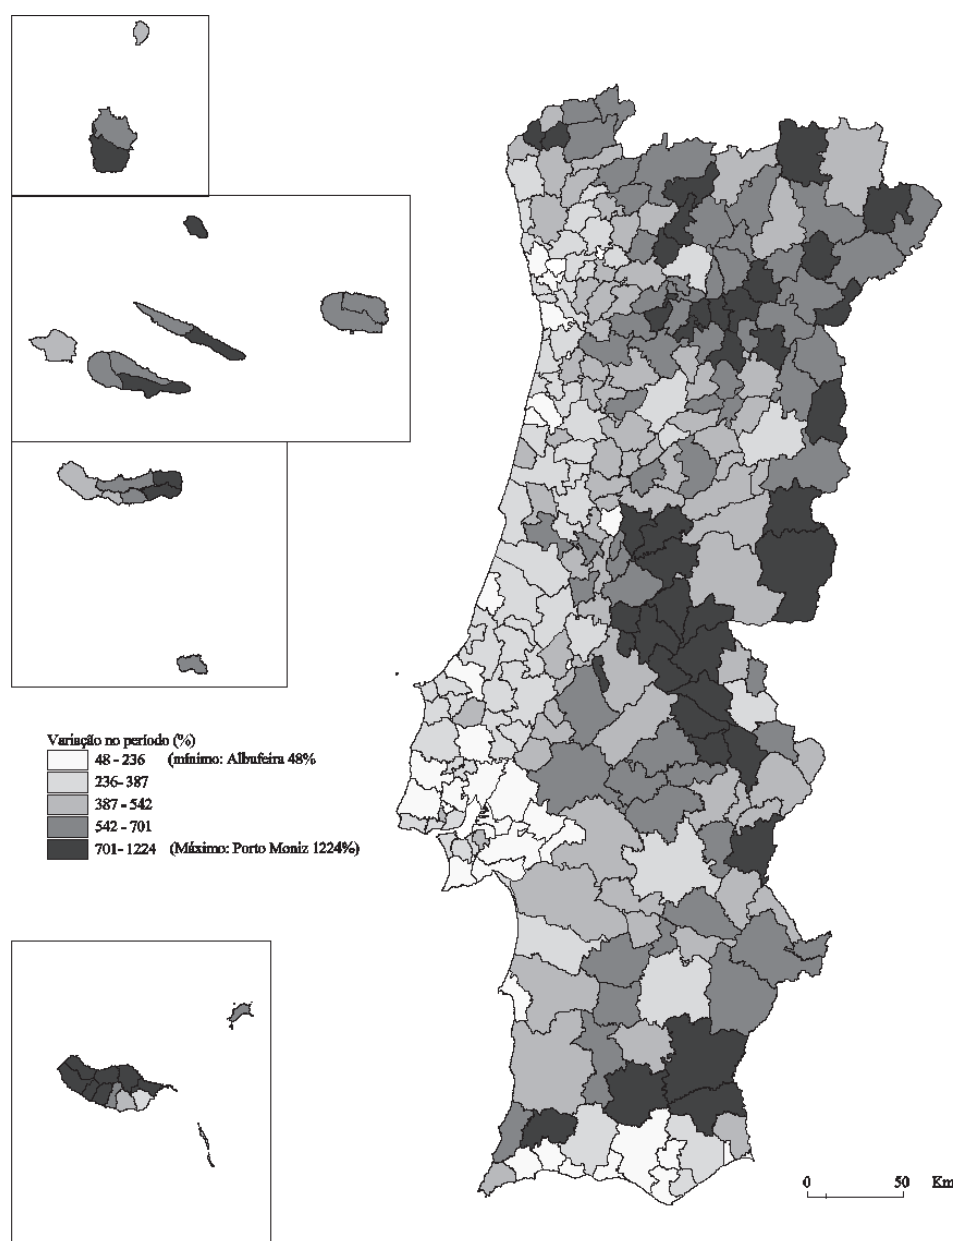 Variação no período (%)
48 - 236 (mínimo: Albufeira 48%
236- 387
387 - 542
542 - 701
701- 1224 (Máximo: Porto Moniz 1224%)
0 50 Km